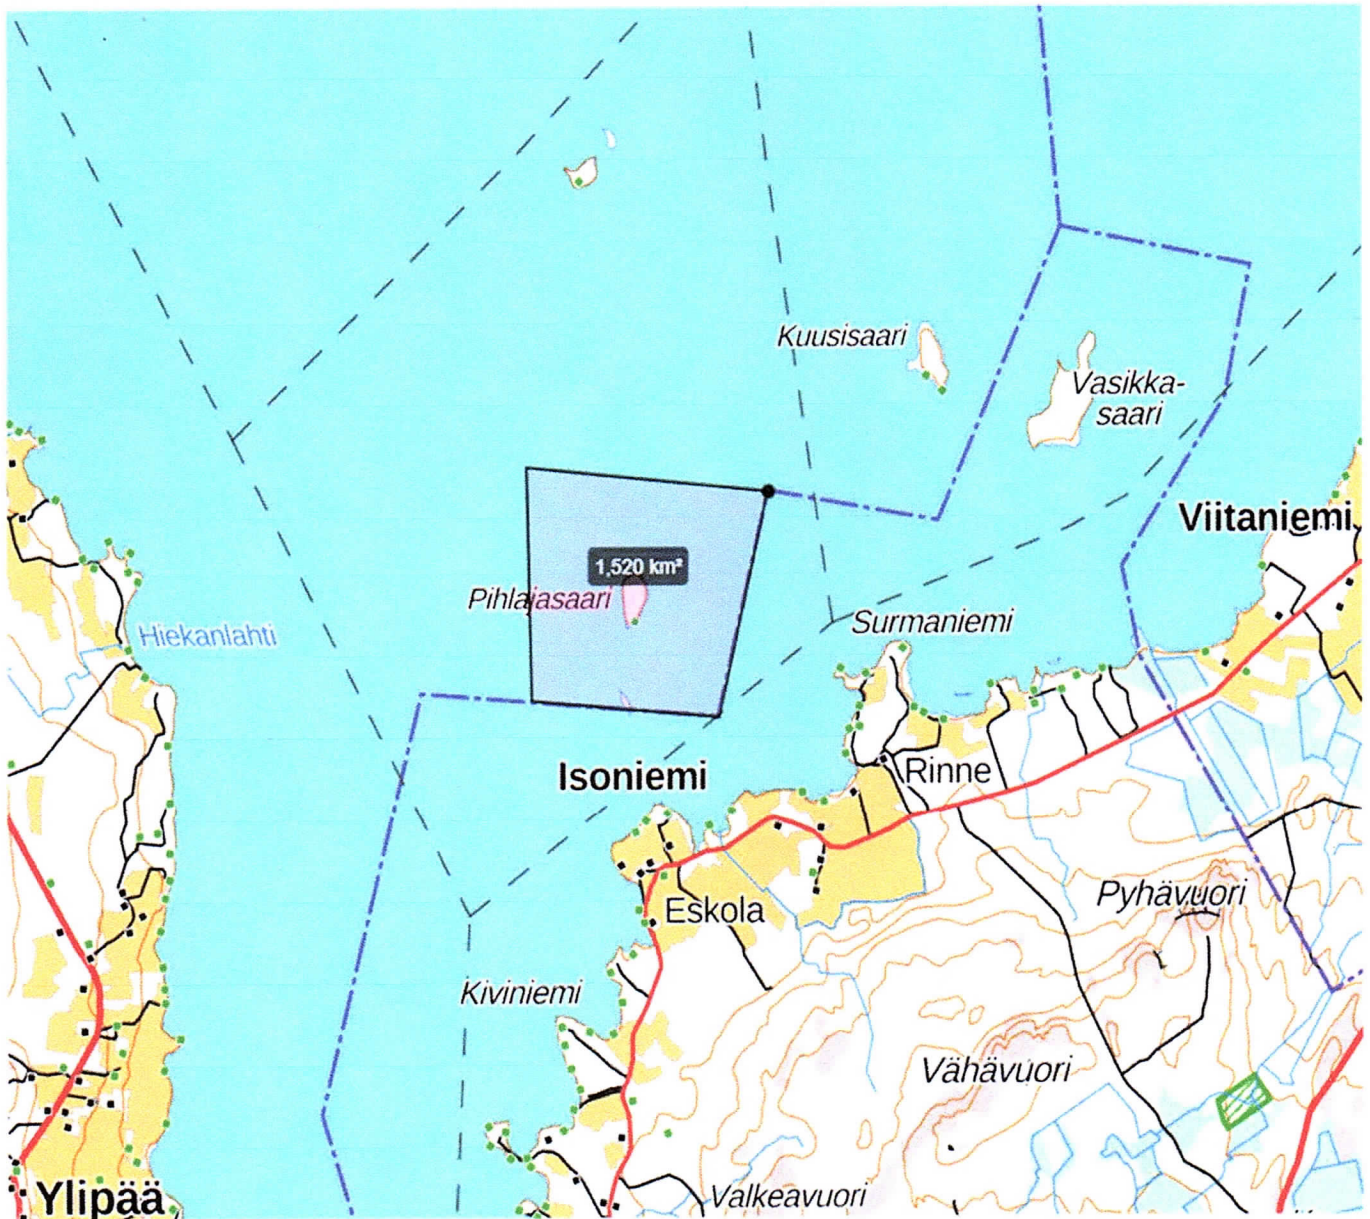 Kuusisaari
Vasikka-
saari
Viitaniemi
1,520 km²
Pihlajasaari
Surmaniemi
Hiekanlahti
Isoniemi
Rinne
Pyhävuori
Eskola
Kiviniemi
Vähävuori
Ylipää
Valkeavuori